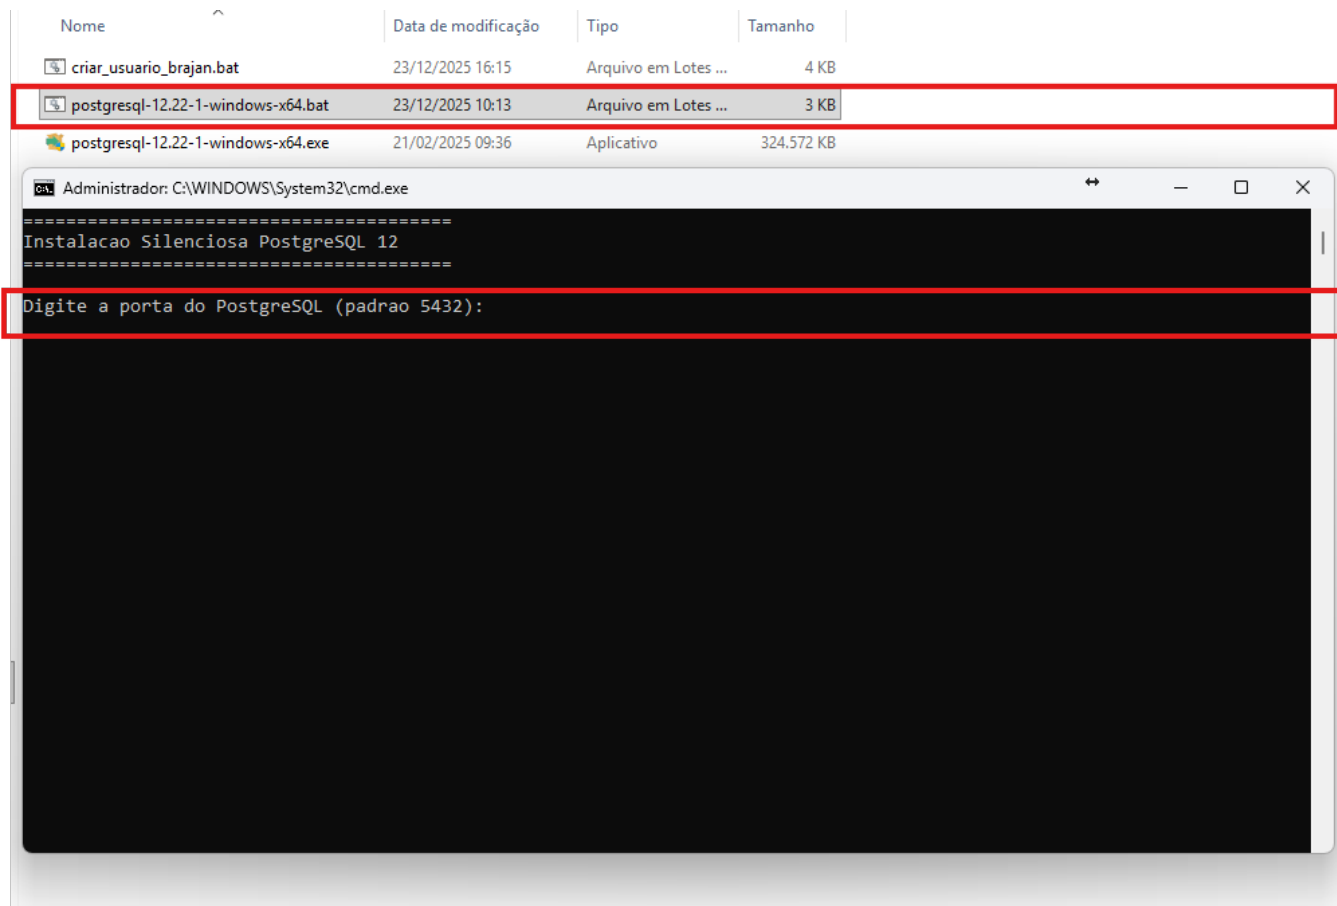 Nome Data de modificação Tipo Tamanho
criar_usuario_brajan.bat 23/12/2025 16:15 Arquivo em Lotes ... 4 KB
postgresql-12.22-1-windows-x64.bat 23/12/2025 10:13 Arquivo em Lotes ... 3 KB
postgresql-12.22-1-windows-x64.exe 21/02/2025 09:36 Aplicativo 324.572 KB
Administrador: C:\WINDOWS\System32\cmd.exe
========================================
Instalacao Silenciosa PostgreSQL 12
========================================
Digite a porta do PostgreSQL (padrao 5432):